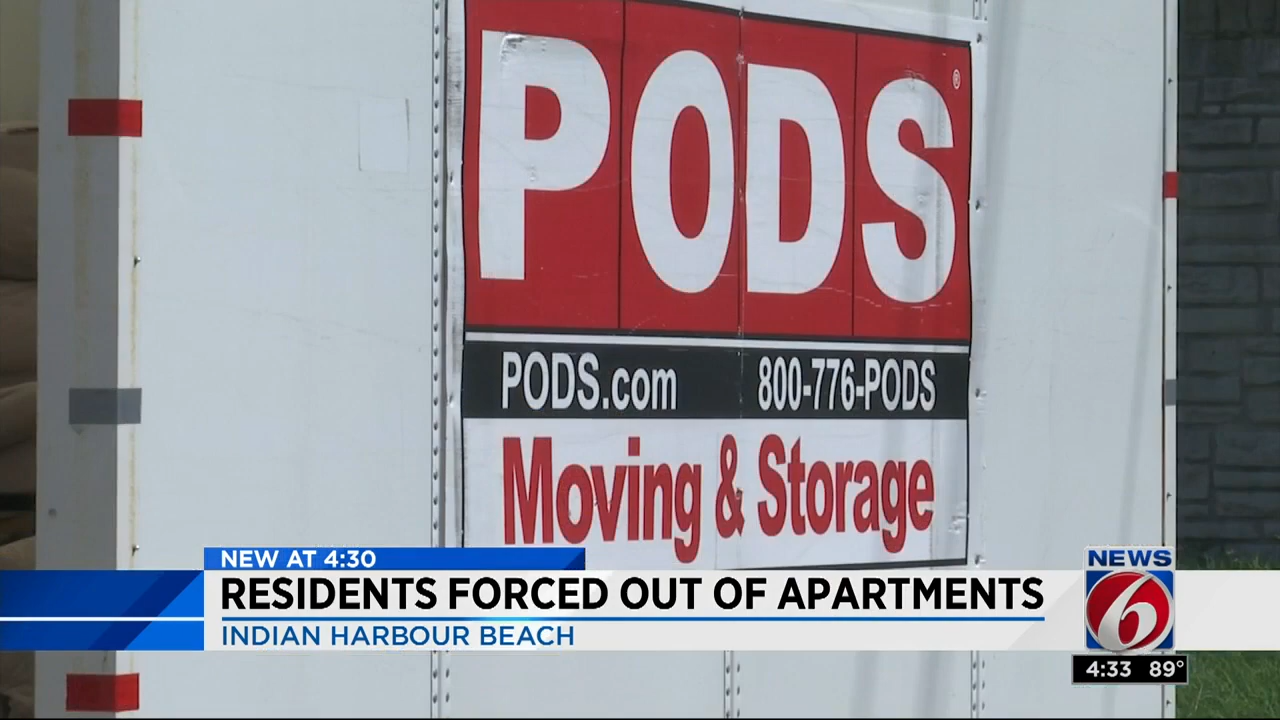 PODS®
PODS.com 800-776-PODS
Moving & Storage
NEW AT 4:30
RESIDENTS FORCED OUT OF APARTMENTS
INDIAN HARBOUR BEACH
NEWS
6
4:33 89°